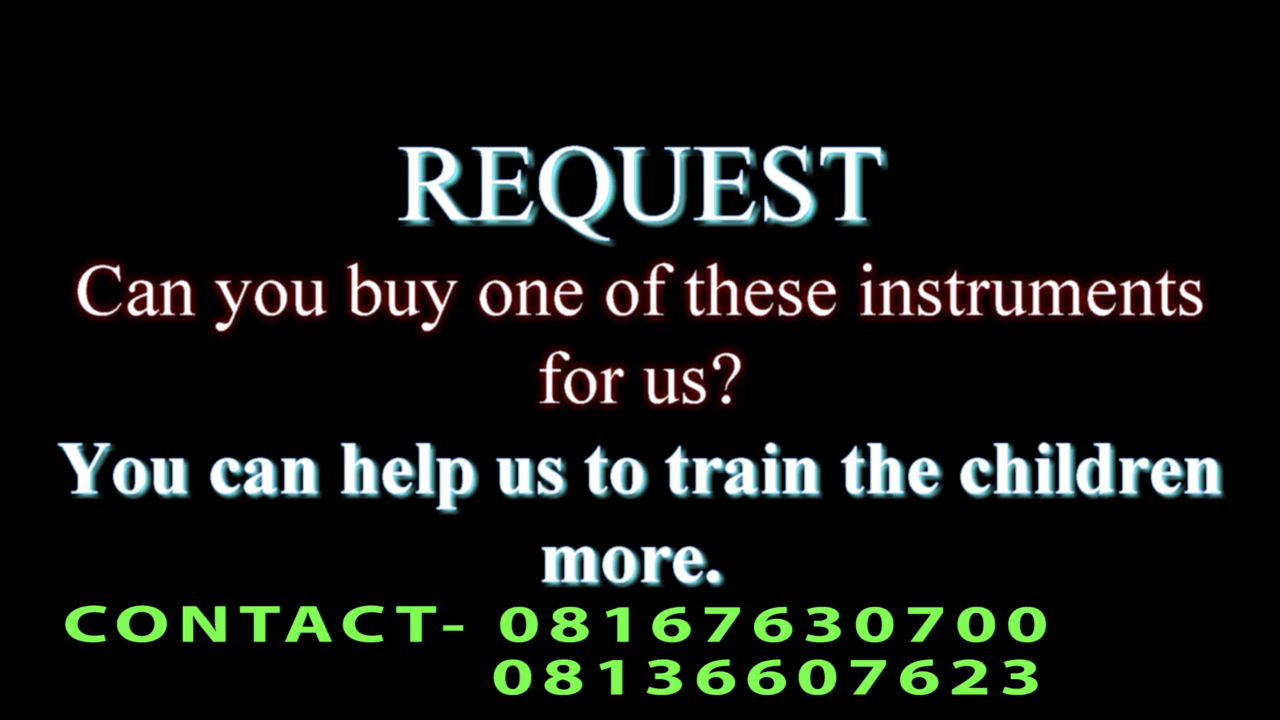 REQUEST
Can you buy one of these instruments
for us?
You can help us to train the children
more.
CONTACT- 08167630700
08136607623